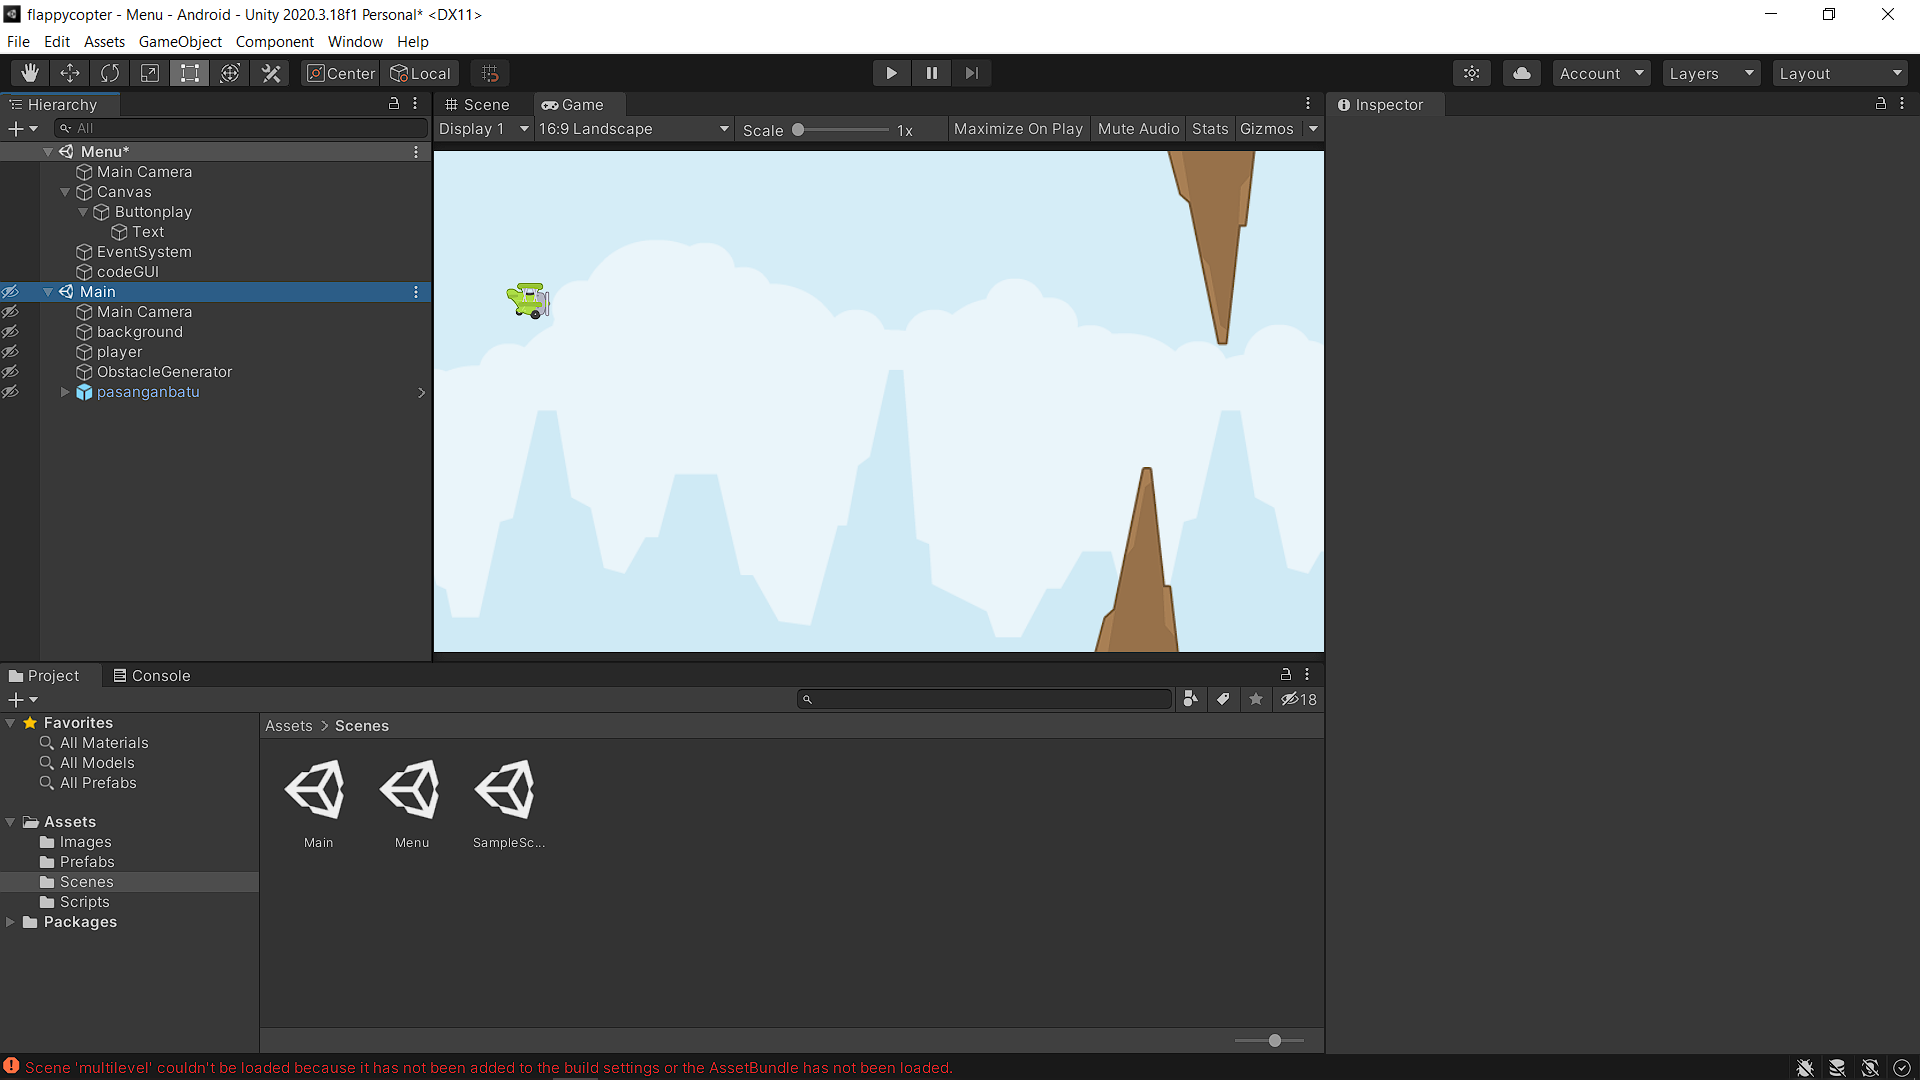 flappycopter - Menu - Android - Unity 2020.3.18f1 Personal* <DX11>
File Edit Assets GameObject Component Window Help
Center Local Account Layers Layout
Hierarchy
All
Menu*
Main Camera
Canvas
Buttonplay
Text
EventSystem
codeGUI
Main
Main Camera
background
player
ObstacleGenerator
pasanganbatu
Scene Game
Display 1 16:9 Landscape Scale 1x Maximize On Play Mute Audio Stats Gizmos
Inspector
Project Console
18
Favorites
All Materials
All Models
All Prefabs
Assets
Images
Prefabs
Scenes
Scripts
Packages
Assets > Scenes
Main Menu SampleSc...
Scene 'multilevel' couldn't be loaded because it has not been added to the build settings or the AssetBundle has not been loaded.